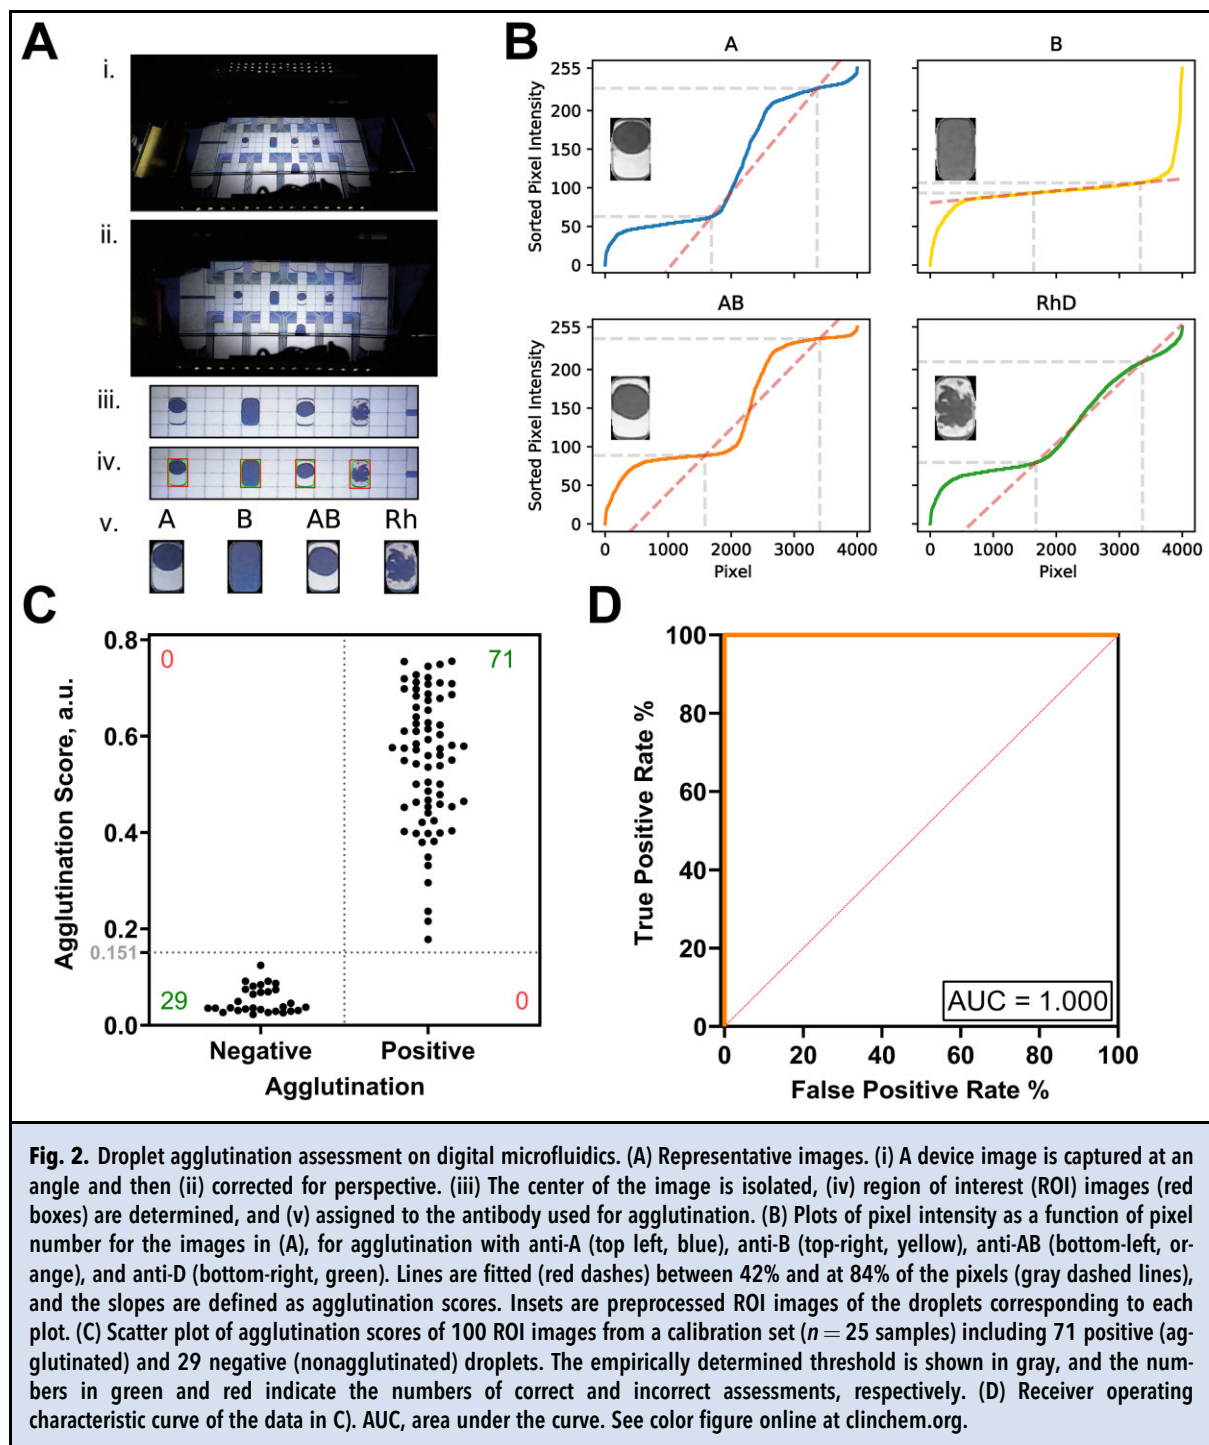 A
i.
ii.
iii.
iv.
v.
A B AB Rh
B
A
Sorted Pixel Intensity
255
200
150
100
50
0
B
AB
Sorted Pixel Intensity
255
200
150
100
50
0
0 1000 2000 3000 4000
Pixel
RhD
0 1000 2000 3000 4000
Pixel
C
Agglutination Score, a.u.
0.8
0.6
0.4
0.2
0.151
0.0
0
71
29
0
Negative Positive
Agglutination
D
True Positive Rate %
100
80
60
40
20
0
AUC = 1.000
0 20 40 60 80 100
False Positive Rate %
Fig. 2. Droplet agglutination assessment on digital microfluidics. (A) Representative images. (i) A device image is captured at an
angle and then (ii) corrected for perspective. (iii) The center of the image is isolated, (iv) region of interest (ROI) images (red
boxes) are determined, and (v) assigned to the antibody used for agglutination. (B) Plots of pixel intensity as a function of pixel
number for the images in (A), for agglutination with anti-A (top left, blue), anti-B (top-right, yellow), anti-AB (bottom-left, or-
ange), and anti-D (bottom-right, green). Lines are fitted (red dashes) between 42% and at 84% of the pixels (gray dashed lines),
and the slopes are defined as agglutination scores. Insets are preprocessed ROI images of the droplets corresponding to each
plot. (C) Scatter plot of agglutination scores of 100 ROI images from a calibration set (n = 25 samples) including 71 positive (ag-
glutinated) and 29 negative (nonagglutinated) droplets. The empirically determined threshold is shown in gray, and the num-
bers in green and red indicate the numbers of correct and incorrect assessments, respectively. (D) Receiver operating
characteristic curve of the data in C). AUC, area under the curve. See color figure online at clinchem.org.